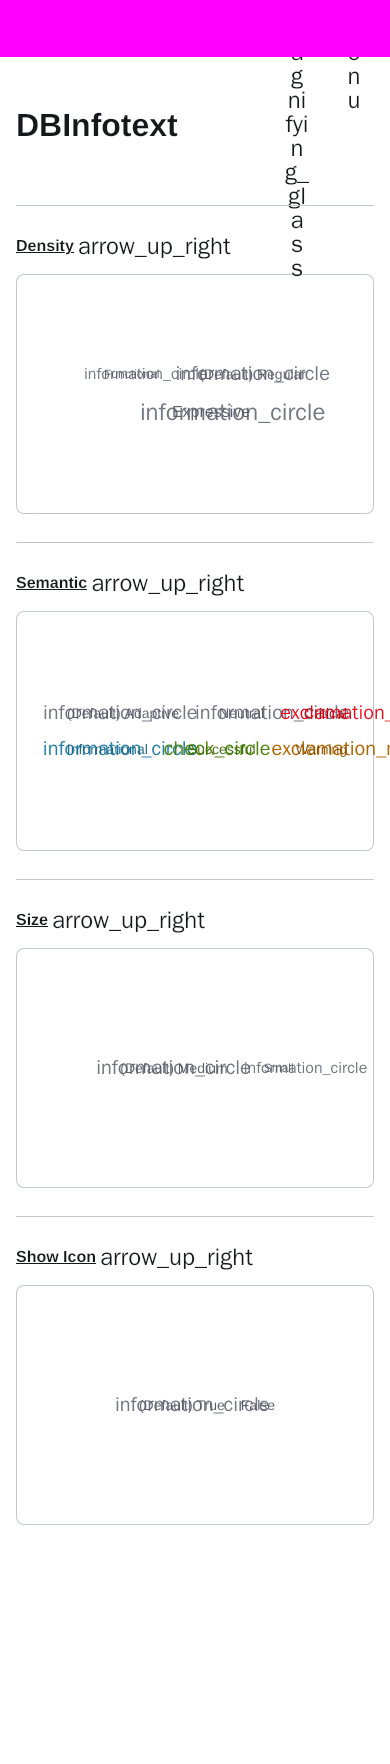 g
ni
fyi
n
g_
gl
a
s
s
n
u
DBInfotext
Density arrow_up_right
information_circle Functional
information_circle (Default) Regular
information_circle Expressive
Semantic arrow_up_right
information_circle (Default) Adaptive
information_circle Neutral
exclamation_ Critical
information_circle Informational
check_circle Successful
exclamation_ Warning
Size arrow_up_right
information_circle (Default) Medium
information_circle Small
Show Icon arrow_up_right
information_circle (Default) True
False